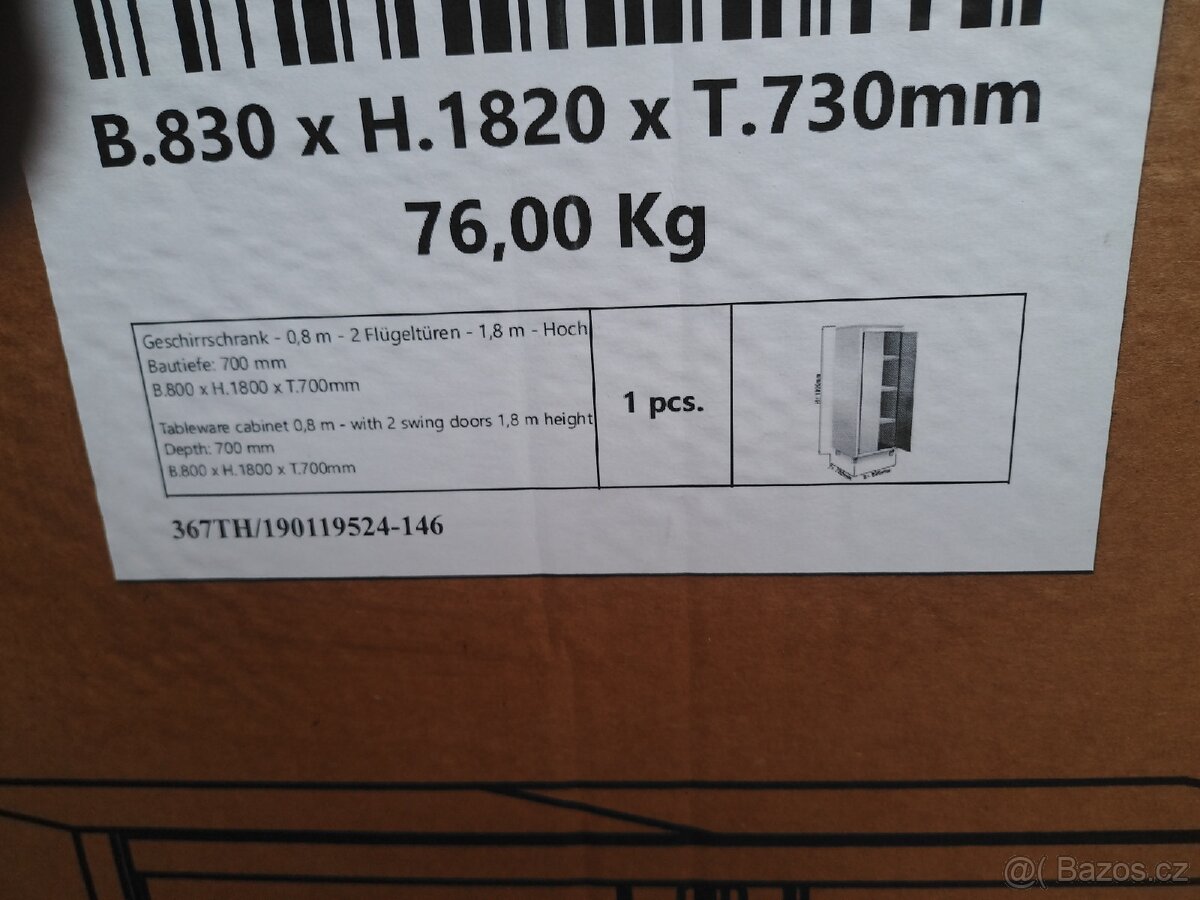 B.830 x H.1820 x T.730mm
76,00 Kg
Geschirrschrank - 0,8 m - 2 Flügeltüren - 1,8 m - Hoch
Bautiefe: 700 mm
B.800 x H.1800 x T.700mm
Tableware cabinet 0,8 m - with 2 swing doors 1,8 m height
Depth: 700 mm
B.800 x H.1800 x T.700mm
1 pcs.
367TH/190119524-146
@( Bazos.cz